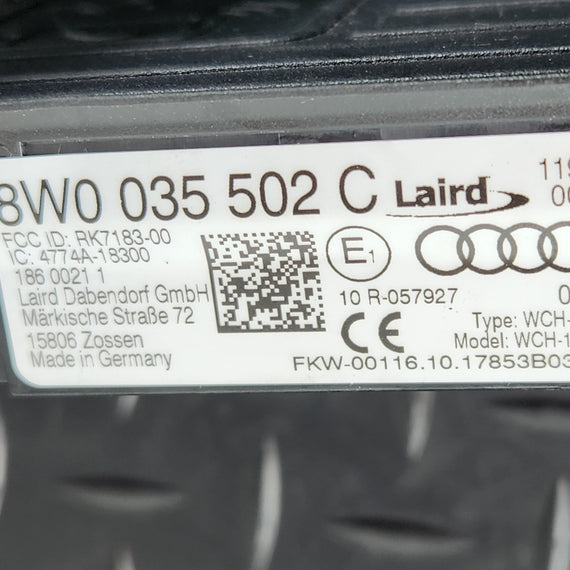 8W0 035 502 C Laird
FCC ID: RK7183-00
IC: 4774A-18300
186 0021 1
Laird Dabendorf GmbH
Märkische Straße 72
15806 Zossen
Made in Germany
E1
10 R-057927
CE
Type: WCH-
Model: WCH-1
FKW-00116.10.17853B03